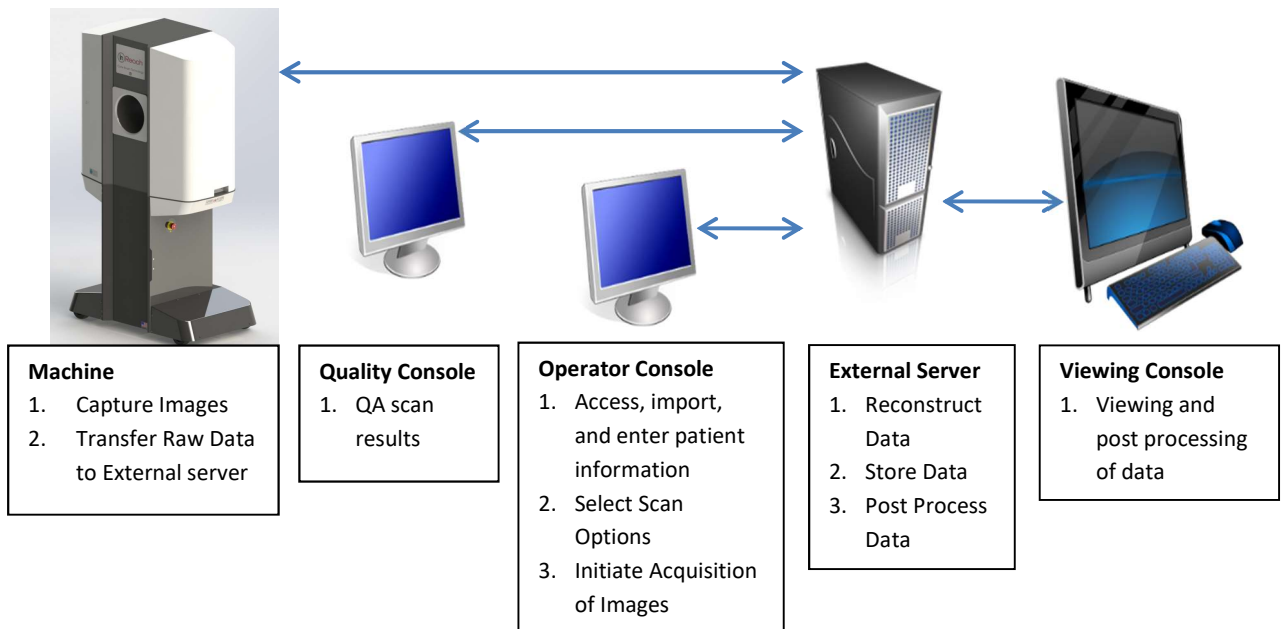 Machine
1. Capture Images
2. Transfer Raw Data
to External server
Quality Console
1. QA scan
results
Operator Console
1. Access, import,
and enter patient
information
2. Select Scan
Options
3. Initiate Acquisition
of Images
External Server
1. Reconstruct
Data
2. Store Data
3. Post Process
Data
Viewing Console
1. Viewing and
post processing
of data